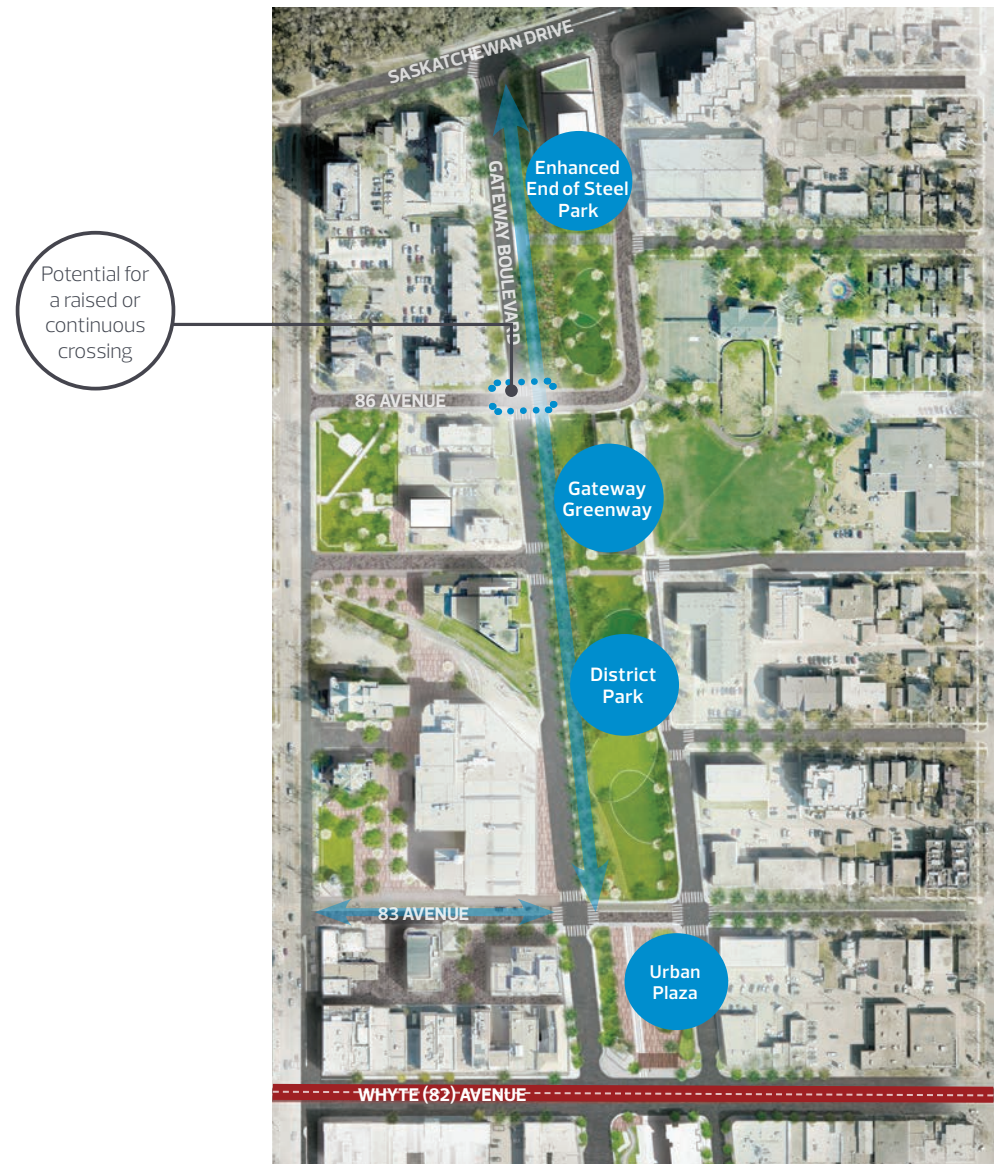 SASKATCHEWAN DRIVE
Enhanced
End of Steel
Park
GATEWAY BOULEVARD
Potential for
a raised or
continuous
crossing
86 AVENUE
Gateway
Greenway
District
Park
83 AVENUE
Urban
Plaza
WHYTE (82) AVENUE